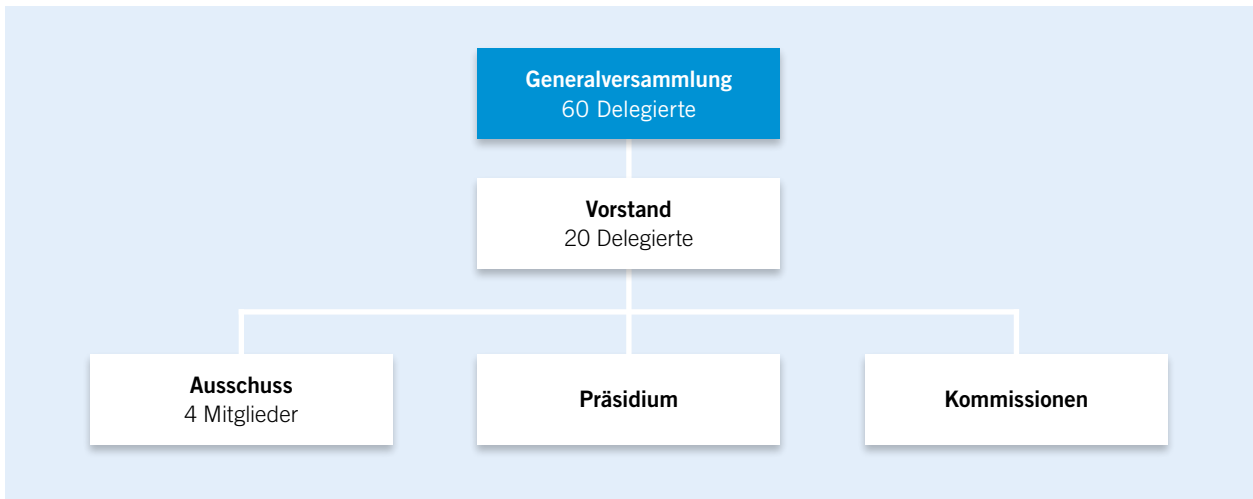 Generalversammlung
60 Delegierte
Vorstand
20 Delegierte
Ausschuss
4 Mitglieder
Präsidium
Kommissionen